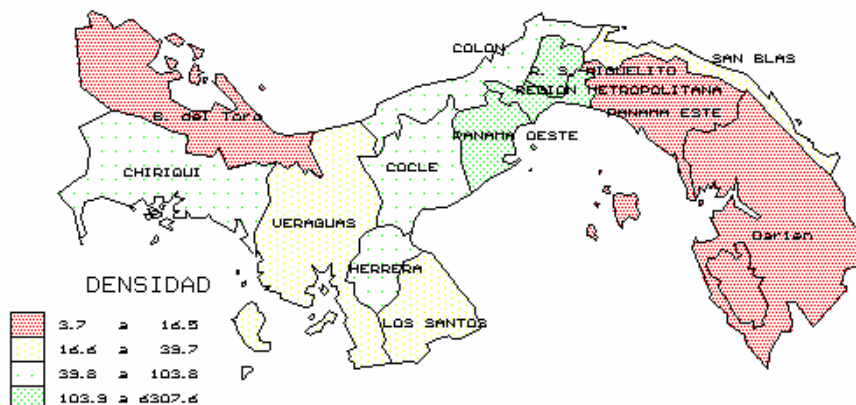 COLON
SAN BLAS
R. S. MIGUELITO
REGION METROPOLITANA
B. del Toro
PANAMA ESTE
PANAMA OESTE
CHIRIQUI
COCLE
VERAGUAS
Darien
HERRERA
DENSIDAD
LOS SANTOS
3.7 a 16.5
16.6 a 39.7
39.8 a 103.8
103.9 a 6307.6